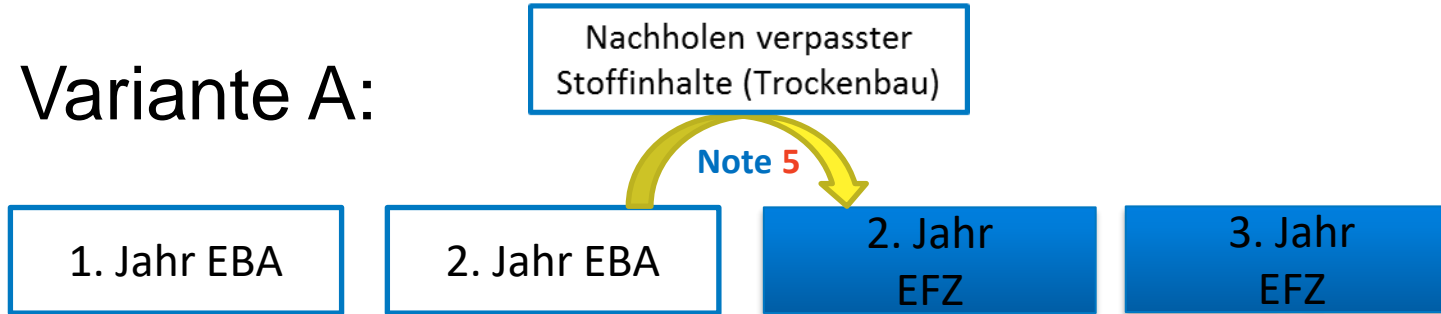 Nachholen verpasster
Stoffinhalte (Trockenbau)
Variante A:
Note 5
1. Jahr EBA
2. Jahr EBA
2. Jahr
EFZ
3. Jahr
EFZ